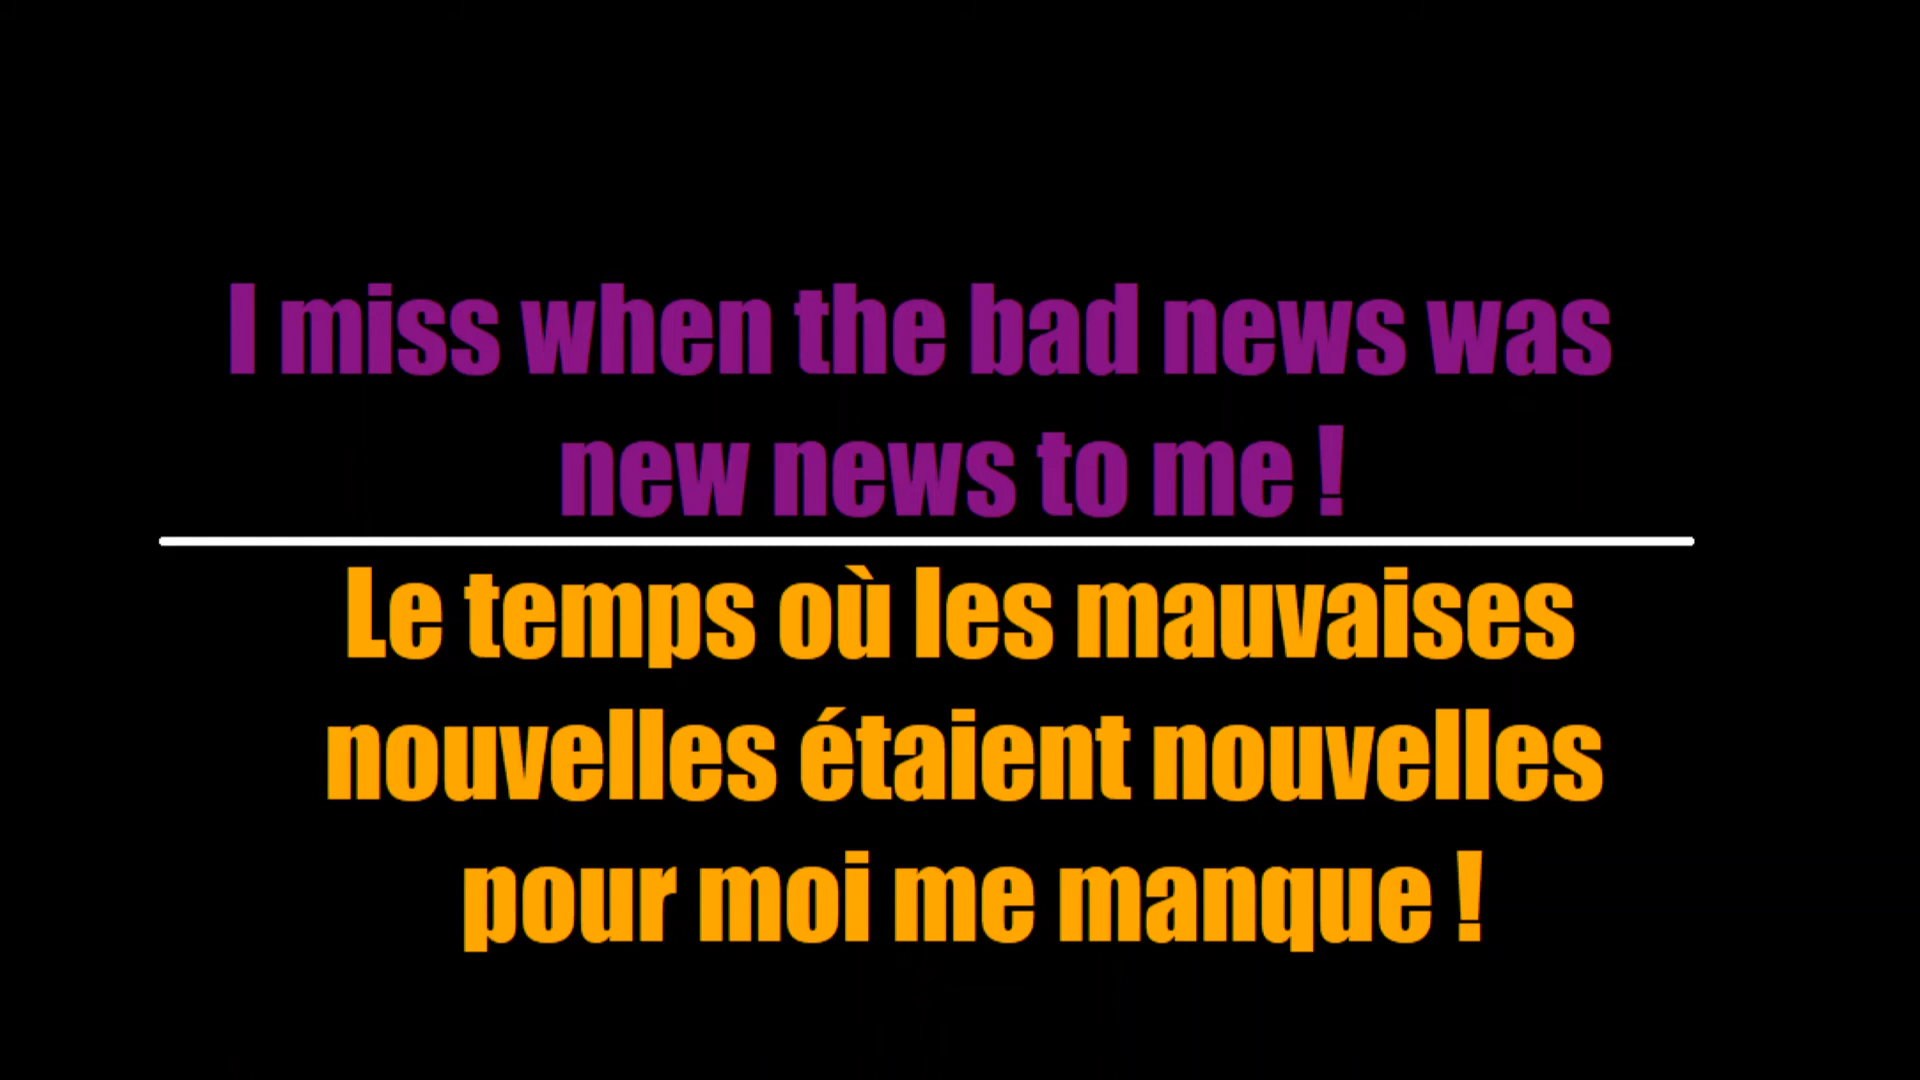 I miss when the bad news was
new news to me !
Le temps où les mauvaises
nouvelles étaient nouvelles
pour moi me manque !